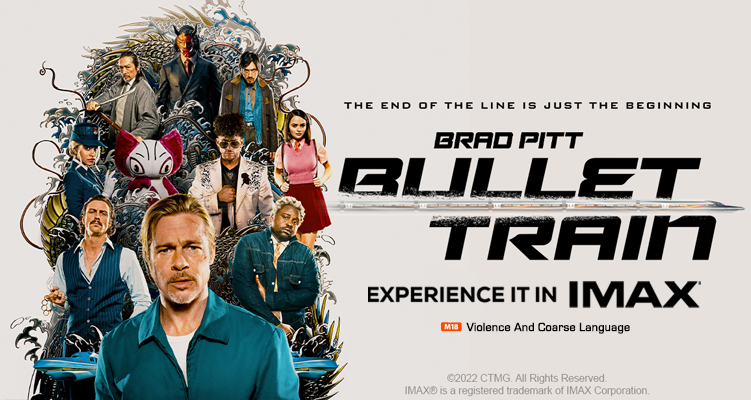 THE END OF THE LINE IS JUST THE BEGINNING
BRAD PITT
BULLET
TRAIN
EXPERIENCE IT IN IMAX®
M18 Violence And Coarse Language
©2022 CTMG. All Rights Reserved.
IMAX® is a registered trademark of IMAX Corporation.